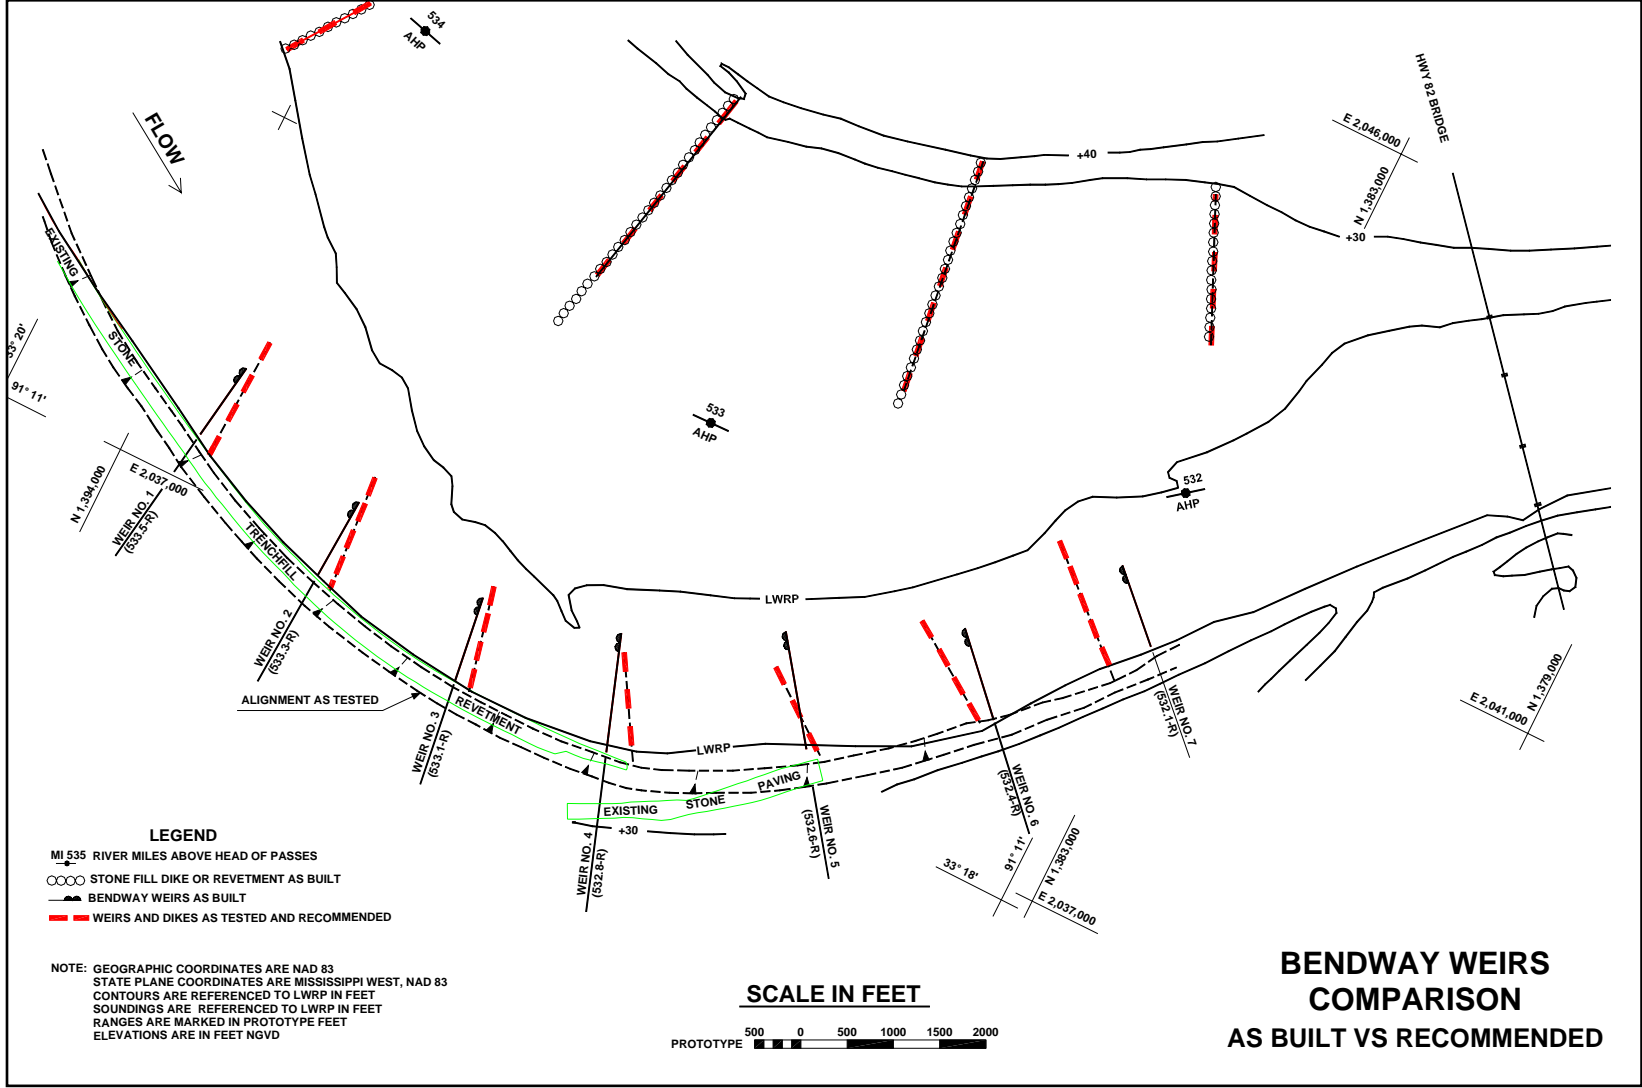 534
AHP
FLOW
HWY 82 BRIDGE
E 2,046,000
N 1,383,000
+40
+30
EXISTING
STONE
TRENCHFILL
REVETMENT
33° 20'
91° 11'
N 1,394,000
E 2,037,000
WEIR NO. 1
(533.5-R)
533
AHP
532
AHP
WEIR NO. 2
(533.3-R)
LWRP
ALIGNMENT AS TESTED
WEIR NO. 3
(533.1-R)
LWRP
WEIR NO. 7
(532.1-R)
E 2,041,000
N 1,379,000
EXISTING STONE PAVING
+30
WEIR NO. 4
(532.8-R)
WEIR NO. 5
(532.6-R)
WEIR NO. 6
(532.4-R)
33° 18'
91° 11'
N 1,383,000
E 2,037,000
LEGEND
MI 535 RIVER MILES ABOVE HEAD OF PASSES
STONE FILL DIKE OR REVETMENT AS BUILT
BENDWAY WEIRS AS BUILT
WEIRS AND DIKES AS TESTED AND RECOMMENDED
NOTE: GEOGRAPHIC COORDINATES ARE NAD 83
STATE PLANE COORDINATES ARE MISSISSIPPI WEST, NAD 83
CONTOURS ARE REFERENCED TO LWRP IN FEET
SOUNDINGS ARE REFERENCED TO LWRP IN FEET
RANGES ARE MARKED IN PROTOTYPE FEET
ELEVATIONS ARE IN FEET NGVD
SCALE IN FEET
500 0 500 1000 1500 2000
PROTOTYPE
BENDWAY WEIRS
COMPARISON
AS BUILT VS RECOMMENDED